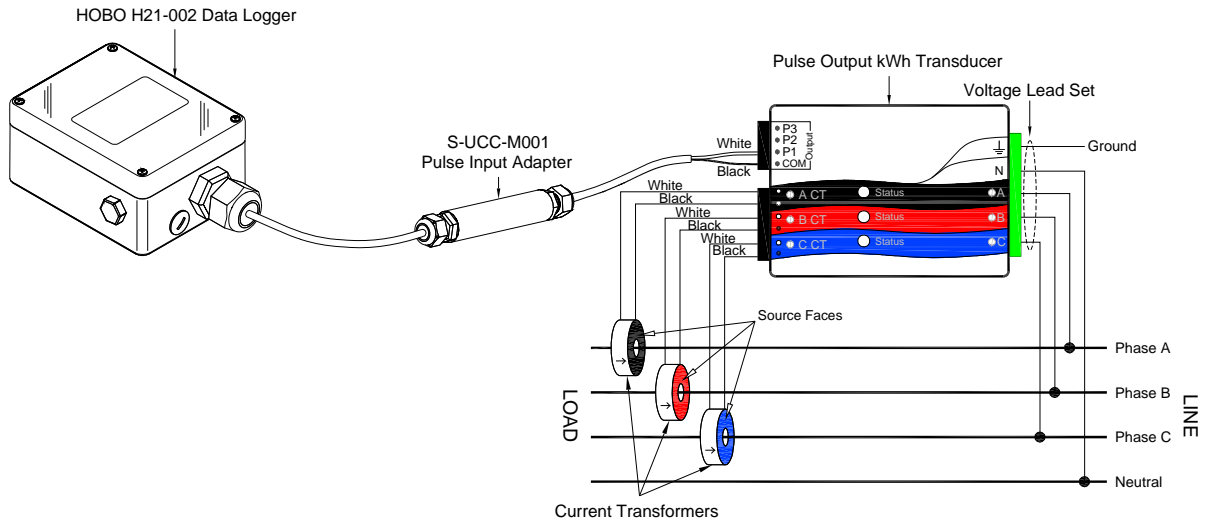 HOBO H21-002 Data Logger
Pulse Output kWh Transducer
Voltage Lead Set
S-UCC-M001
Pulse Input Adapter
White
Black
P3
P2
P1
COM
Output
Ground
N
White
Black
A CT
Status
A
White
Black
B CT
Status
B
White
Black
C CT
Status
C
Source Faces
Phase A
Phase B
Phase C
Neutral
LOAD
LINE
Current Transformers